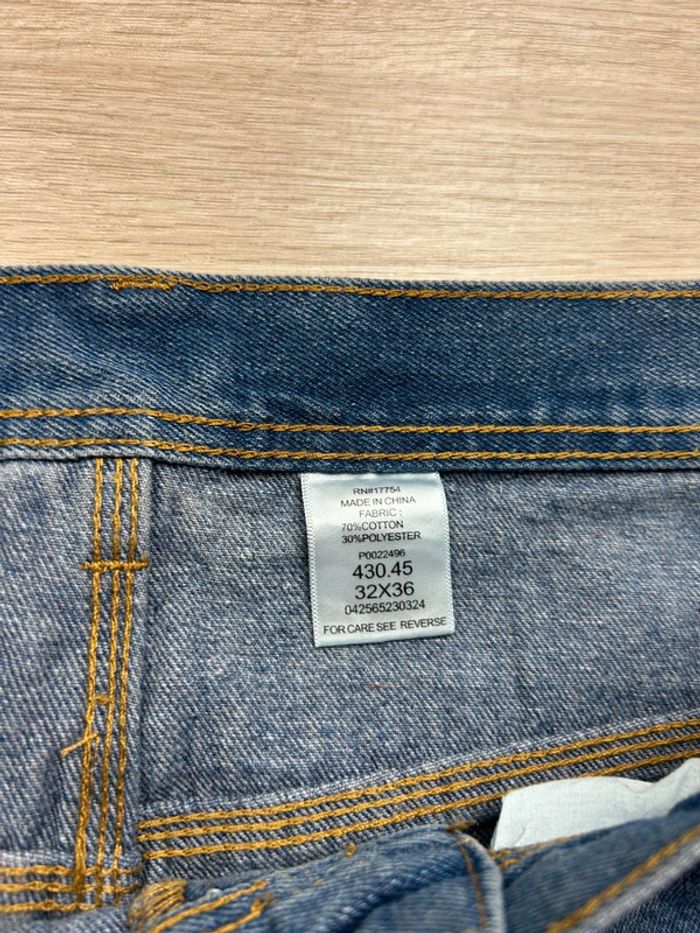 RN#17754
MADE IN CHINA
FABRIC :
70%COTTON
30%POLYESTER
P0022496
430.45
32X36
042565230324
FOR CARE SEE REVERSE